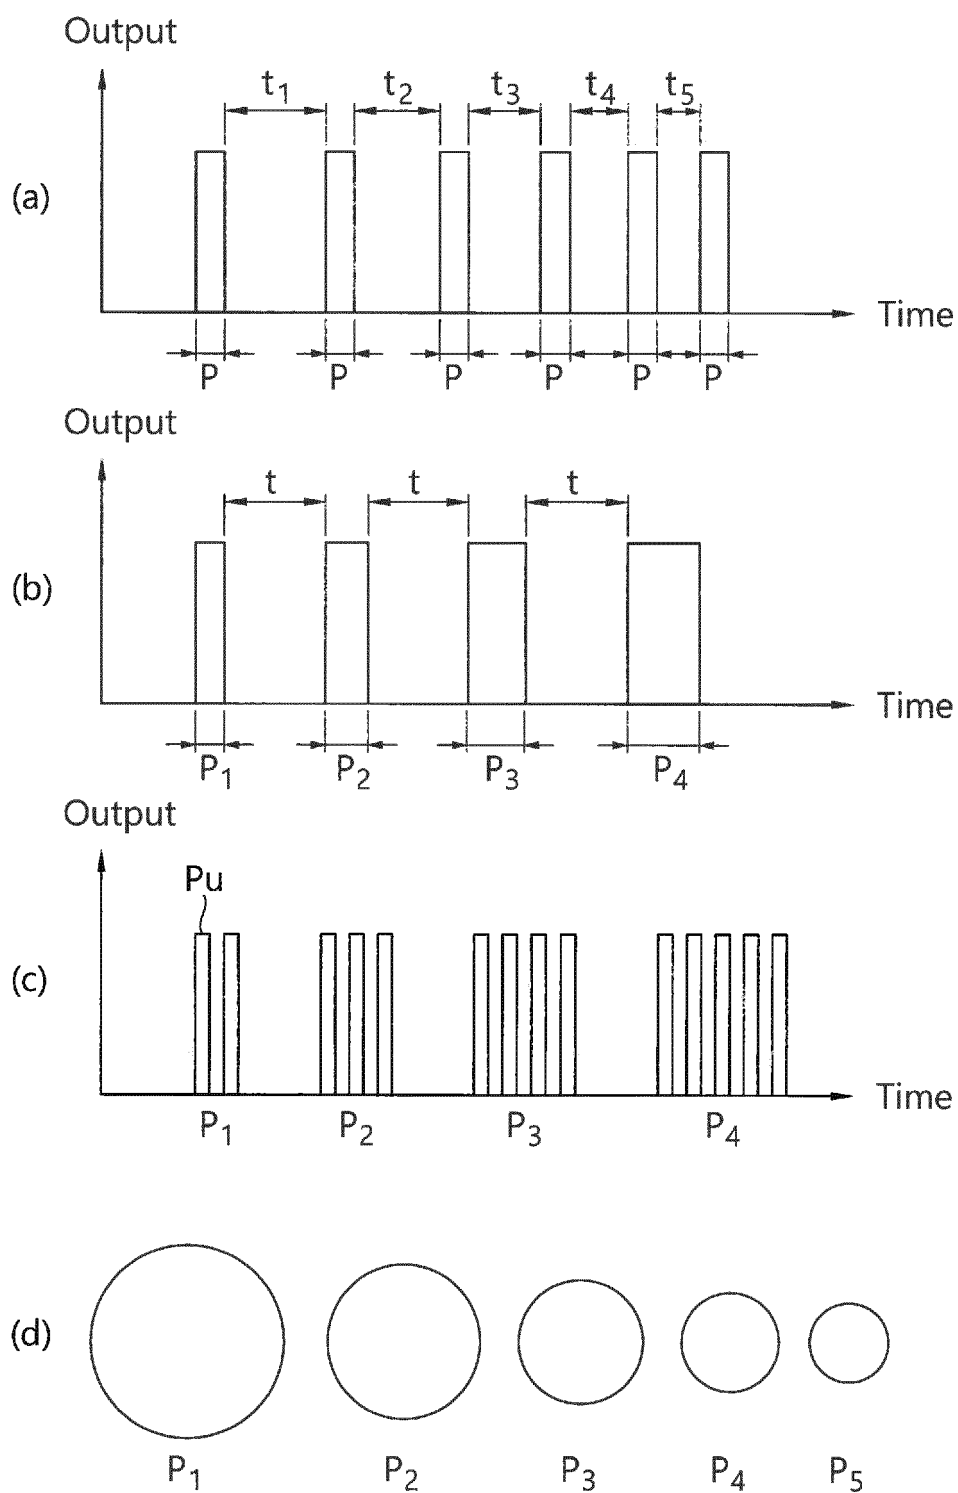 Output
t1 t2 t3 t4 t5
(a)
Time
P P P P P P
Output
t t t
(b)
Time
P1 P2 P3 P4
Output
Pu
(c)
Time
P1 P2 P3 P4
(d)
P1 P2 P3 P4 P5